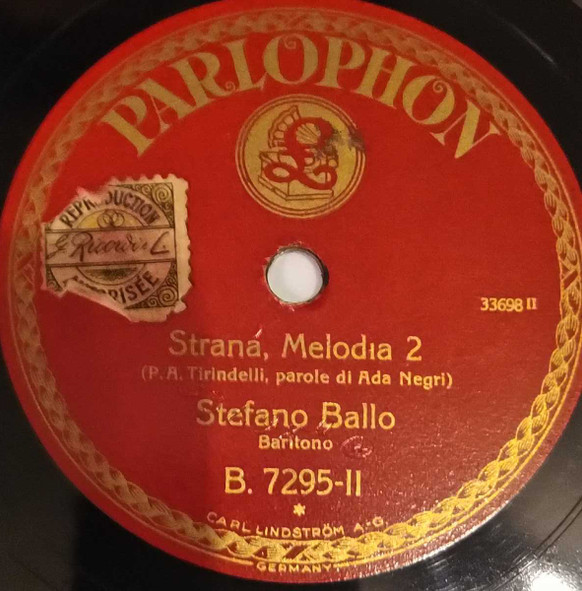 PARLOPHON
REPRODUCTION
G. Ricordi & C.
33698 II
Strana, Melodia 2
(P. A. Tirindelli, parole di Ada Negri)
Stefano Ballo
Baritono
B. 7295-II
*
CARL LINDSTRÖM A-G
GERMANY